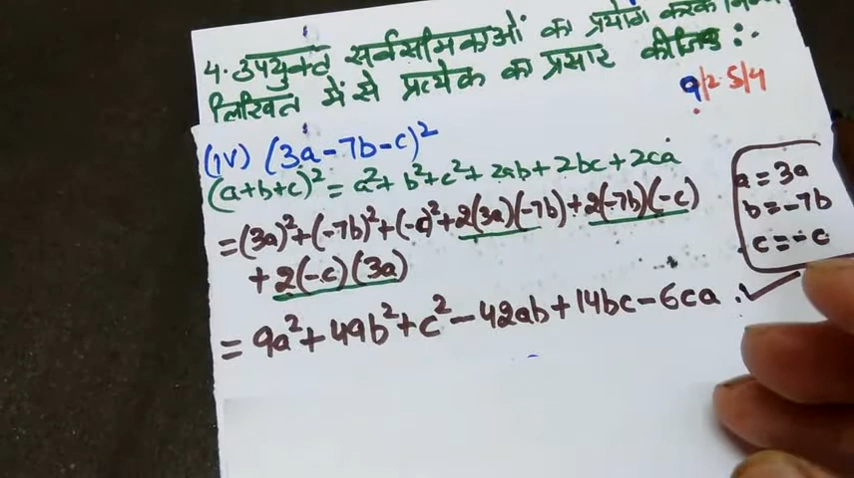 4. उपयुक्त सर्वसमिकाओं का प्रयोग करके
लिखित में से प्रत्येक का प्रसार कीजिए :-
9/2 5/4
(iv) (3a-7b-c)²
(a+b+c)² = a²+ b²+c²+ 2ab+ 2bc+2ca
a = 3a
b = -7b
c = -c
= (3a)²+(-7b)²+(-c)²+2(3a)(-7b)+2(-7b)(-c)
+ 2(-c)(3a)
= 9a²+49b²+c²-42ab+14bc-6ca .✓